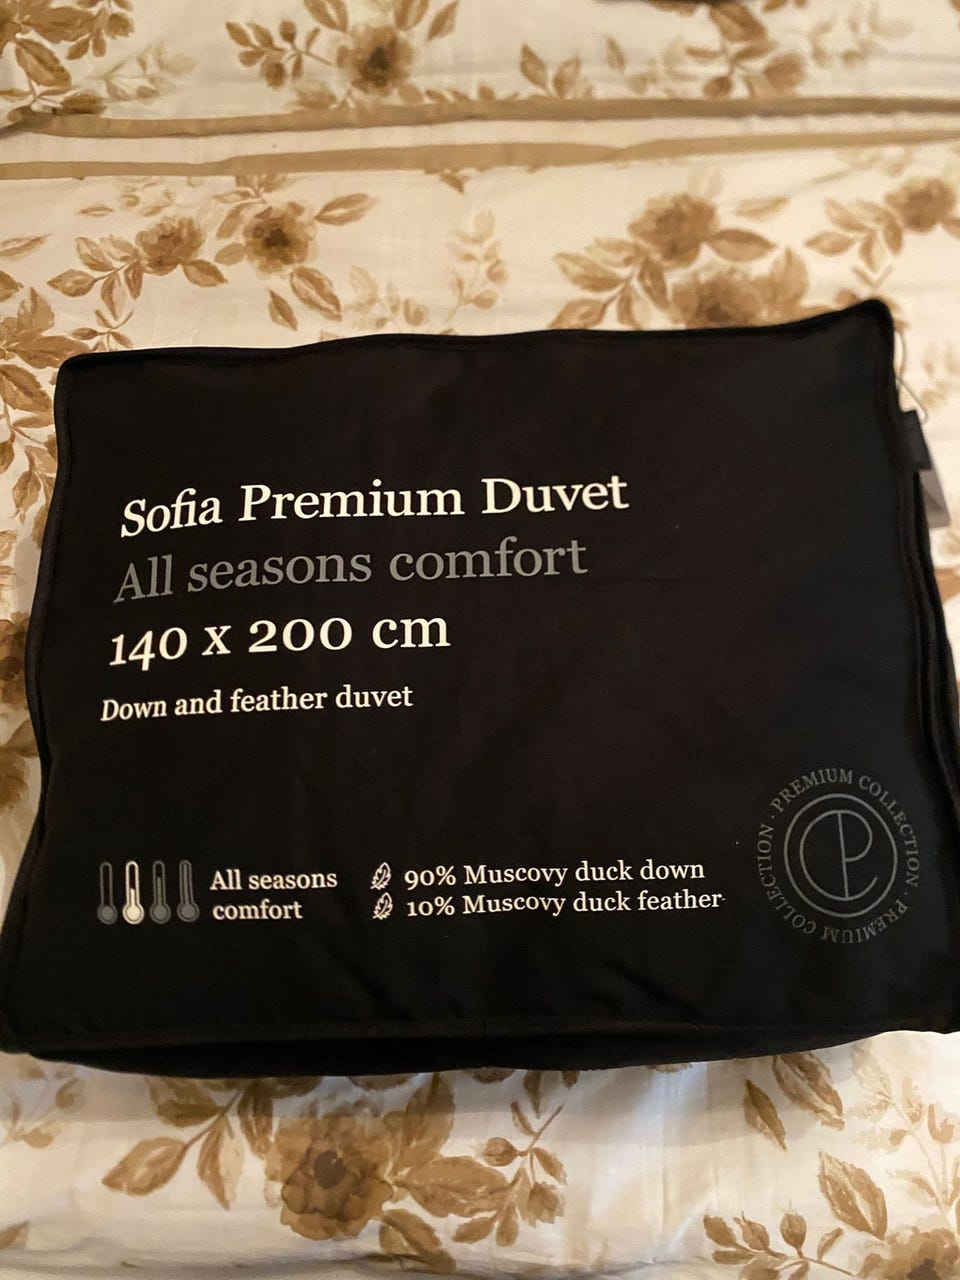 Sofia Premium Duvet
All seasons comfort
140 x 200 cm
Down and feather duvet
All seasons
comfort
90% Muscovy duck down
10% Muscovy duck feather
PREMIUM COLLECTION · PREMIUM COLLECTION ·